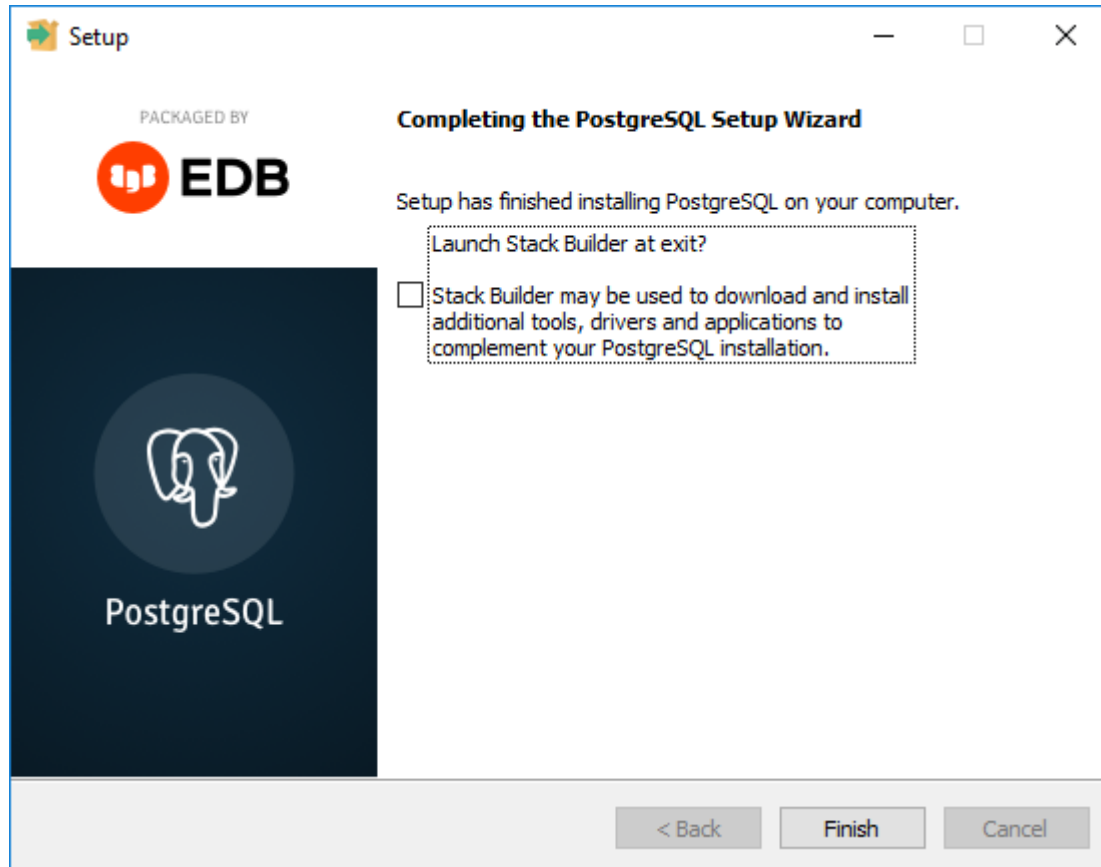 Setup
PACKAGED BY
EDB
Completing the PostgreSQL Setup Wizard
Setup has finished installing PostgreSQL on your computer.
Launch Stack Builder at exit?
Stack Builder may be used to download and install
additional tools, drivers and applications to
complement your PostgreSQL installation.
PostgreSQL
< Back
Finish
Cancel